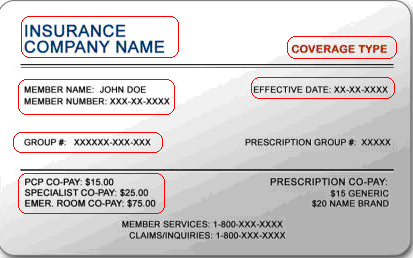 INSURANCE
COMPANY NAME
COVERAGE TYPE
MEMBER NAME: JOHN DOE
MEMBER NUMBER: XXX-XX-XXXX
EFFECTIVE DATE: XX-XX-XXXX
GROUP #: XXXXXX-XXX-XXX
PRESCRIPTION GROUP #: XXXXX
PCP CO-PAY: $15.00
SPECIALIST CO-PAY: $25.00
EMER. ROOM CO-PAY: $75.00
PRESCRIPTION CO-PAY:
$15 GENERIC
$20 NAME BRAND
MEMBER SERVICES: 1-800-XXX-XXXX
CLAIMS/INQUIRIES: 1-800-XXX-XXXX